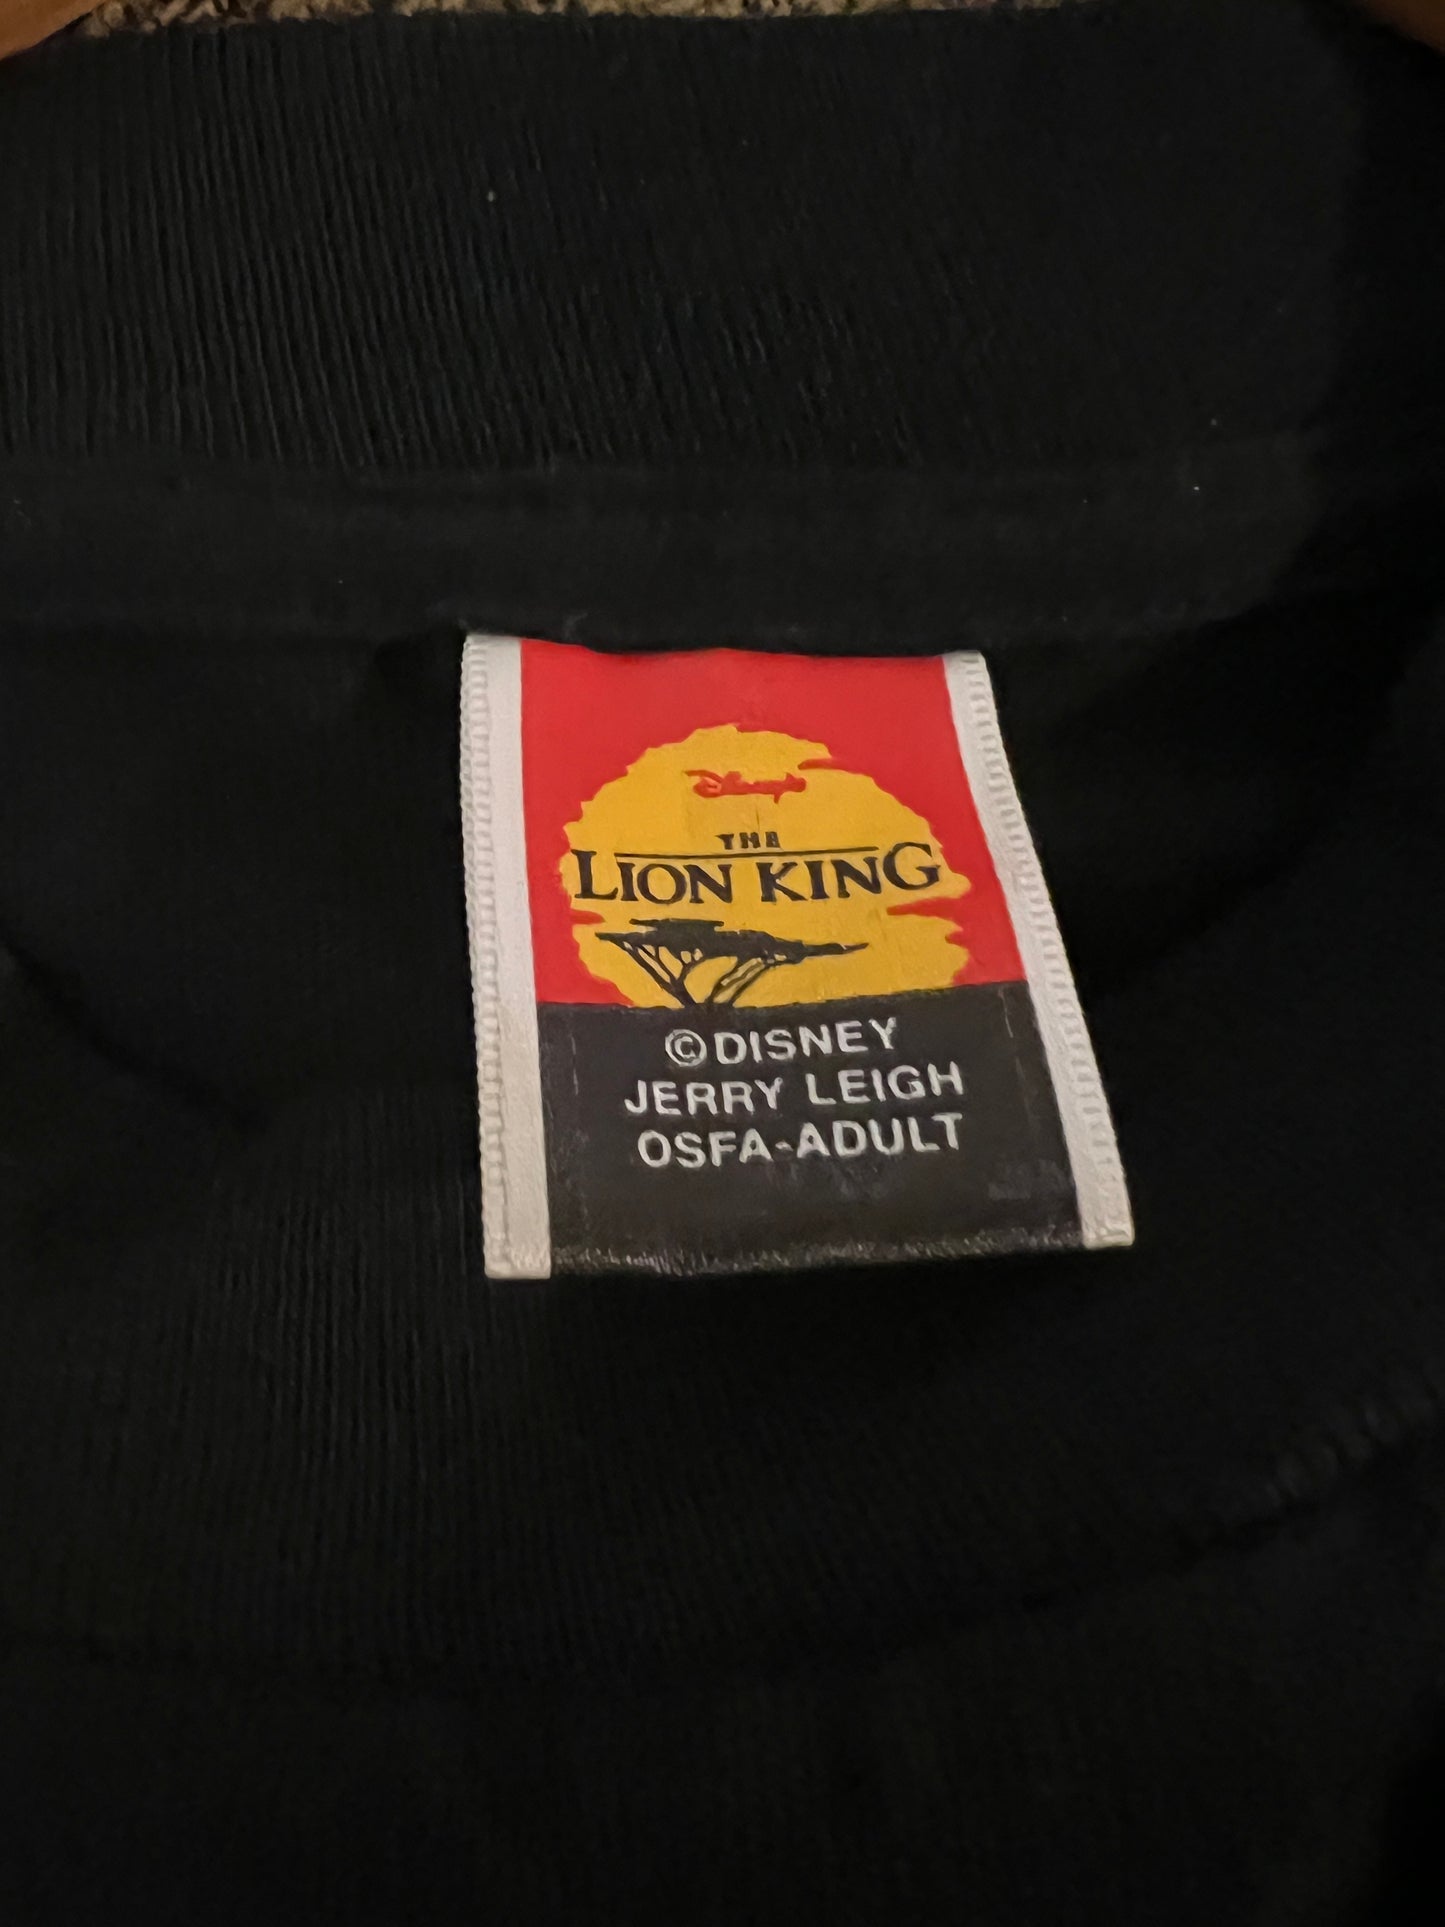 Disney's
THE
LION KING
©DISNEY
JERRY LEIGH
OSFA-ADULT